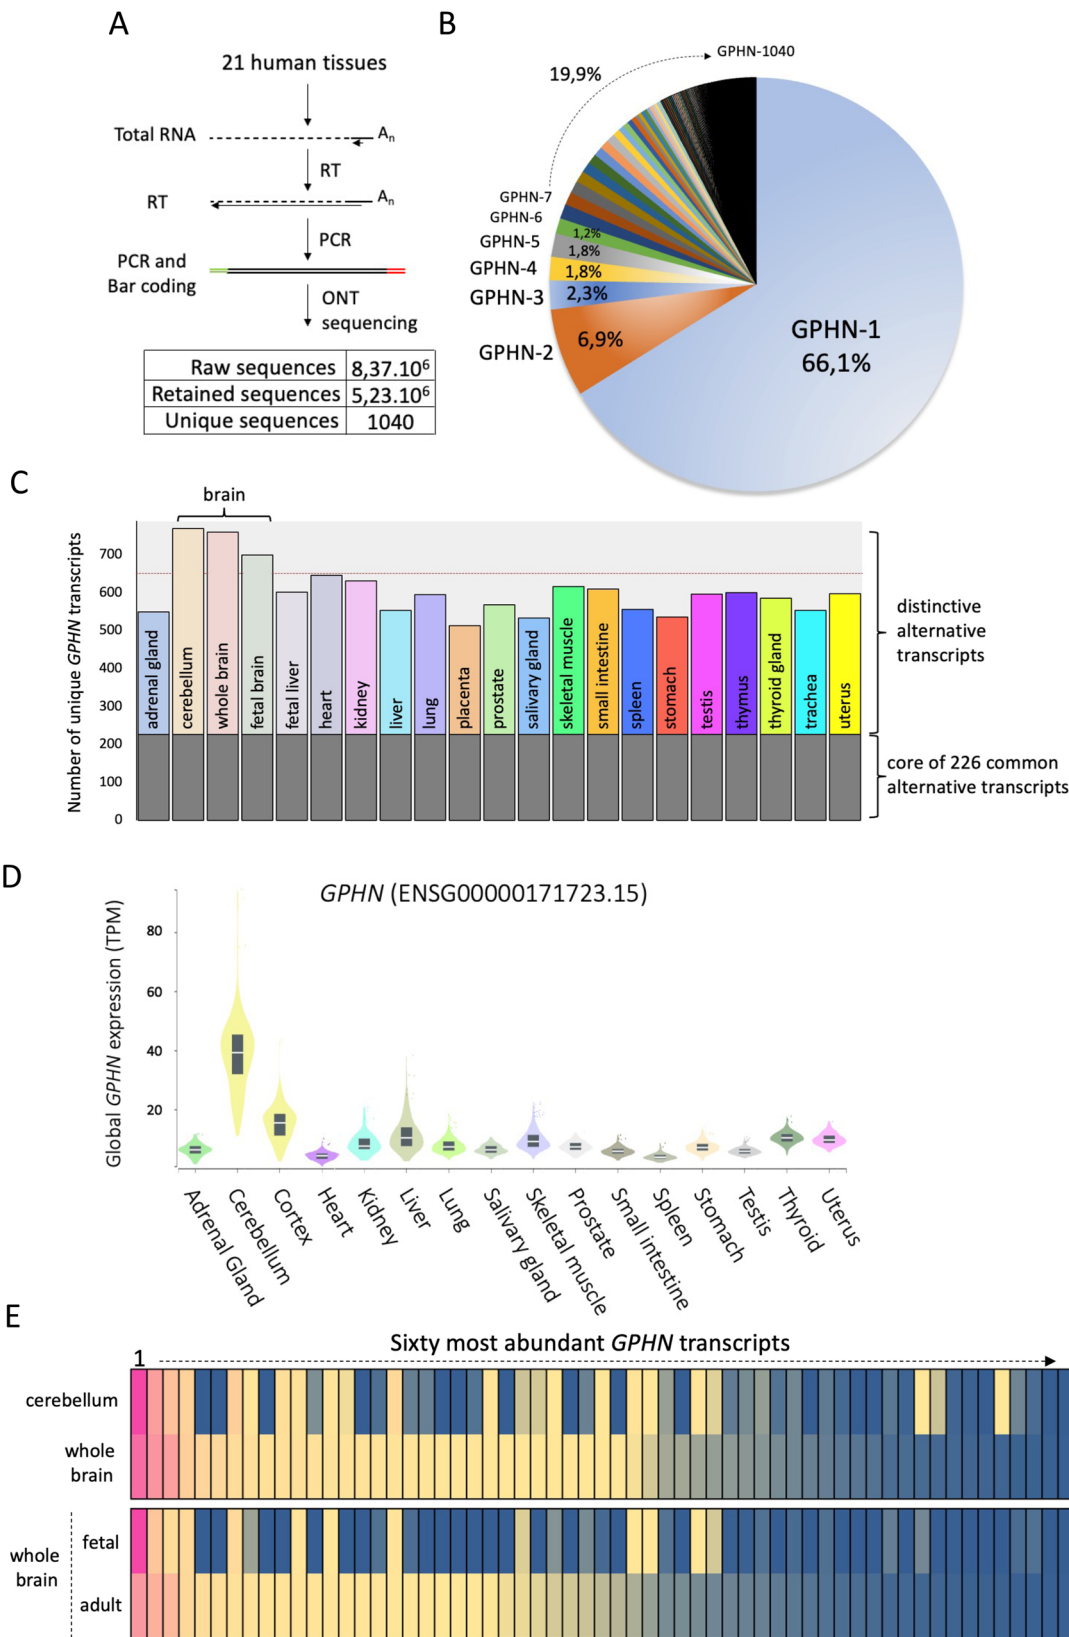 A
21 human tissues
Total RNA
An
RT
RT
An
PCR
PCR and
Bar coding
ONT
sequencing
Raw sequences 8,37.10⁶
Retained sequences 5,23.10⁶
Unique sequences 1040
B
GPHN-1040
19,9%
GPHN-7
GPHN-6
GPHN-5
GPHN-4
GPHN-3
GPHN-2
1,2%
1,8%
1,8%
2,3%
6,9%
GPHN-1
66,1%
C
brain
Number of unique GPHN transcripts
700
600
500
400
300
200
100
0
adrenal gland
cerebellum
whole brain
fetal brain
fetal liver
heart
kidney
liver
lung
placenta
prostate
salivary gland
skeletal muscle
small intestine
spleen
stomach
testis
thymus
thyroid gland
trachea
uterus
distinctive
alternative
transcripts
core of 226 common
alternative transcripts
D
GPHN (ENSG00000171723.15)
Global GPHN expression (TPM)
80
60
40
20
Adrenal Gland
Cerebellum
Cortex
Heart
Kidney
Liver
Lung
Salivary gland
Skeletal muscle
Prostate
Small intestine
Spleen
Stomach
Testis
Thyroid
Uterus
E
Sixty most abundant GPHN transcripts
1
cerebellum
whole
brain
whole
brain
fetal
adult